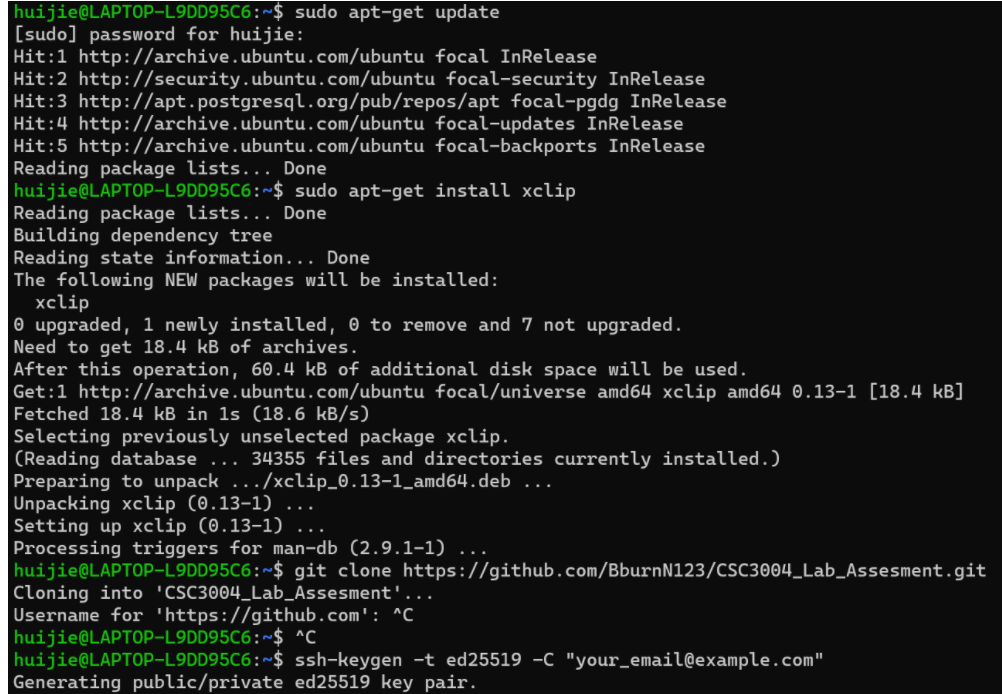 huijie@LAPTOP-L9DD95C6:~$ sudo apt-get update
[sudo] password for huijie:
Hit:1 http://archive.ubuntu.com/ubuntu focal InRelease
Hit:2 http://security.ubuntu.com/ubuntu focal-security InRelease
Hit:3 http://apt.postgresql.org/pub/repos/apt focal-pgdg InRelease
Hit:4 http://archive.ubuntu.com/ubuntu focal-updates InRelease
Hit:5 http://archive.ubuntu.com/ubuntu focal-backports InRelease
Reading package lists... Done
huijie@LAPTOP-L9DD95C6:~$ sudo apt-get install xclip
Reading package lists... Done
Building dependency tree
Reading state information... Done
The following NEW packages will be installed:
  xclip
0 upgraded, 1 newly installed, 0 to remove and 7 not upgraded.
Need to get 18.4 kB of archives.
After this operation, 60.4 kB of additional disk space will be used.
Get:1 http://archive.ubuntu.com/ubuntu focal/universe amd64 xclip amd64 0.13-1 [18.4 kB]
Fetched 18.4 kB in 1s (18.6 kB/s)
Selecting previously unselected package xclip.
(Reading database ... 34355 files and directories currently installed.)
Preparing to unpack .../xclip_0.13-1_amd64.deb ...
Unpacking xclip (0.13-1) ...
Setting up xclip (0.13-1) ...
Processing triggers for man-db (2.9.1-1) ...
huijie@LAPTOP-L9DD95C6:~$ git clone https://github.com/BburnN123/CSC3004_Lab_Assesment.git
Cloning into 'CSC3004_Lab_Assesment'...
Username for 'https://github.com': ^C
huijie@LAPTOP-L9DD95C6:~$ ^C
huijie@LAPTOP-L9DD95C6:~$ ssh-keygen -t ed25519 -C "your_email@example.com"
Generating public/private ed25519 key pair.